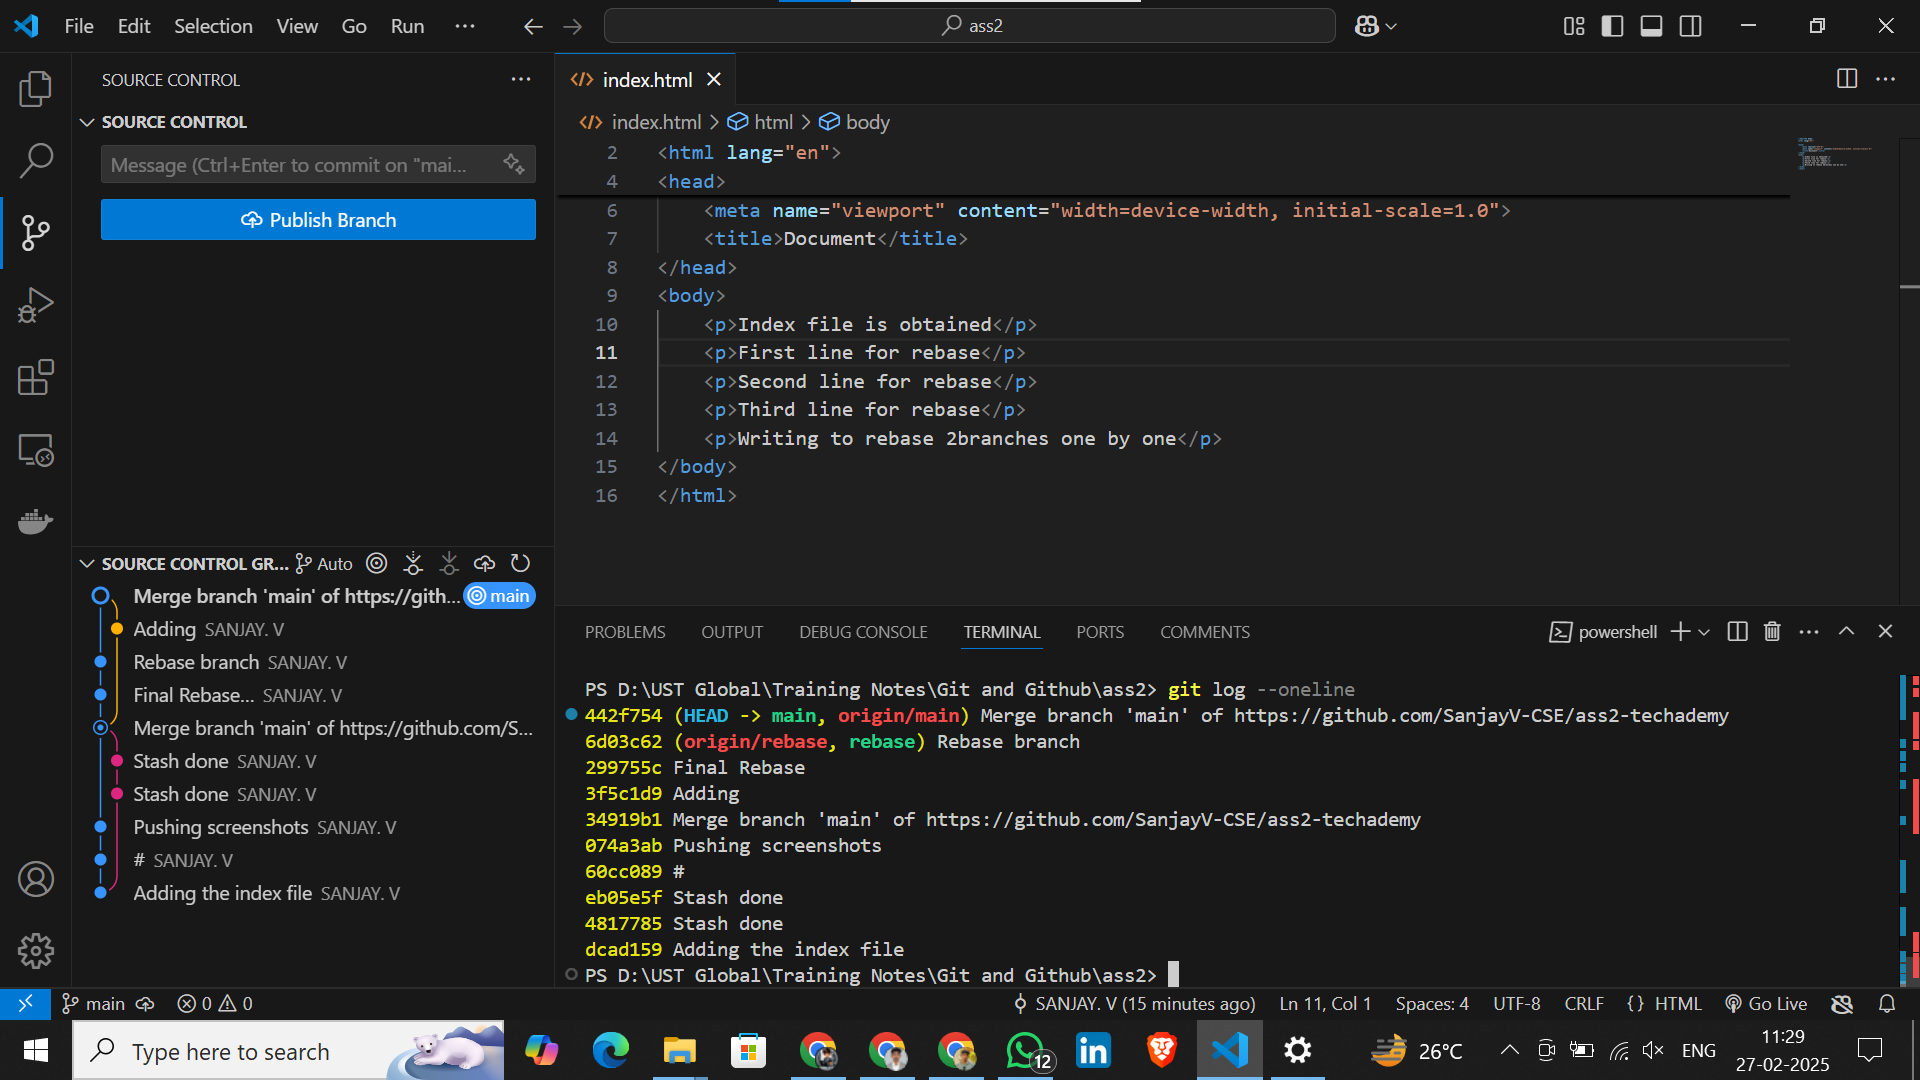 File Edit Selection View Go Run ··· ass2
SOURCE CONTROL ···
SOURCE CONTROL
Message (Ctrl+Enter to commit on "mai...
Publish Branch
index.html
index.html > html > body
2 <html lang="en">
4 <head>
6 <meta name="viewport" content="width=device-width, initial-scale=1.0">
7 <title>Document</title>
8 </head>
9 <body>
10 <p>Index file is obtained</p>
11 <p>First line for rebase</p>
12 <p>Second line for rebase</p>
13 <p>Third line for rebase</p>
14 <p>Writing to rebase 2branches one by one</p>
15 </body>
16 </html>
SOURCE CONTROL GR... Auto
Merge branch 'main' of https://gith... main
Adding SANJAY. V
Rebase branch SANJAY. V
Final Rebase... SANJAY. V
Merge branch 'main' of https://github.com/S...
Stash done SANJAY. V
Stash done SANJAY. V
Pushing screenshots SANJAY. V
# SANJAY. V
Adding the index file SANJAY. V
PROBLEMS OUTPUT DEBUG CONSOLE TERMINAL PORTS COMMENTS powershell
PS D:\UST Global\Training Notes\Git and Github\ass2> git log --oneline
442f754 (HEAD -> main, origin/main) Merge branch 'main' of https://github.com/SanjayV-CSE/ass2-techademy
6d03c62 (origin/rebase, rebase) Rebase branch
299755c Final Rebase
3f5c1d9 Adding
34919b1 Merge branch 'main' of https://github.com/SanjayV-CSE/ass2-techademy
074a3ab Pushing screenshots
60cc089 #
eb05e5f Stash done
4817785 Stash done
dcad159 Adding the index file
PS D:\UST Global\Training Notes\Git and Github\ass2>
main 0 0 SANJAY. V (15 minutes ago) Ln 11, Col 1 Spaces: 4 UTF-8 CRLF {} HTML Go Live
Type here to search 12 26°C ENG 11:29
27-02-2025